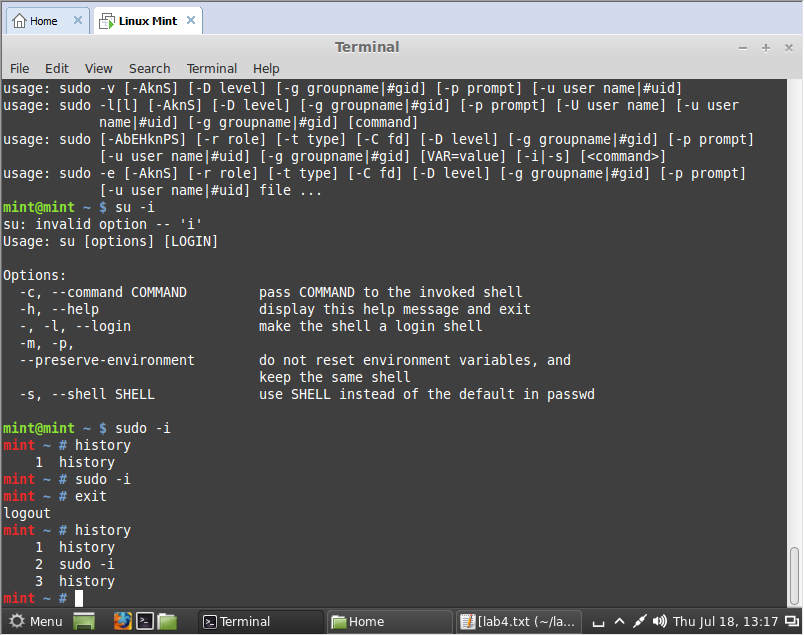 Home
Linux Mint
Terminal
File Edit View Search Terminal Help
usage: sudo -v [-AknS] [-D level] [-g groupname|#gid] [-p prompt] [-u user name|#uid]
usage: sudo -l[l] [-AknS] [-D level] [-g groupname|#gid] [-p prompt] [-U user name] [-u user
name|#uid] [-g groupname|#gid] [command]
usage: sudo [-AbEHknPS] [-r role] [-t type] [-C fd] [-D level] [-g groupname|#gid] [-p prompt]
[-u user name|#uid] [-g groupname|#gid] [VAR=value] [-i|-s] [<command>]
usage: sudo -e [-AknS] [-r role] [-t type] [-C fd] [-D level] [-g groupname|#gid] [-p prompt]
[-u user name|#uid] file ...
mint@mint ~ $ su -i
su: invalid option -- 'i'
Usage: su [options] [LOGIN]
Options:
-c, --command COMMAND pass COMMAND to the invoked shell
-h, --help display this help message and exit
-, -l, --login make the shell a login shell
-m, -p,
--preserve-environment do not reset environment variables, and
keep the same shell
-s, --shell SHELL use SHELL instead of the default in passwd
mint@mint ~ $ sudo -i
mint ~ # history
1 history
mint ~ # sudo -i
mint ~ # exit
logout
mint ~ # history
1 history
2 sudo -i
3 history
mint ~ #
Menu Terminal Home [lab4.txt (~/la... Thu Jul 18, 13:17